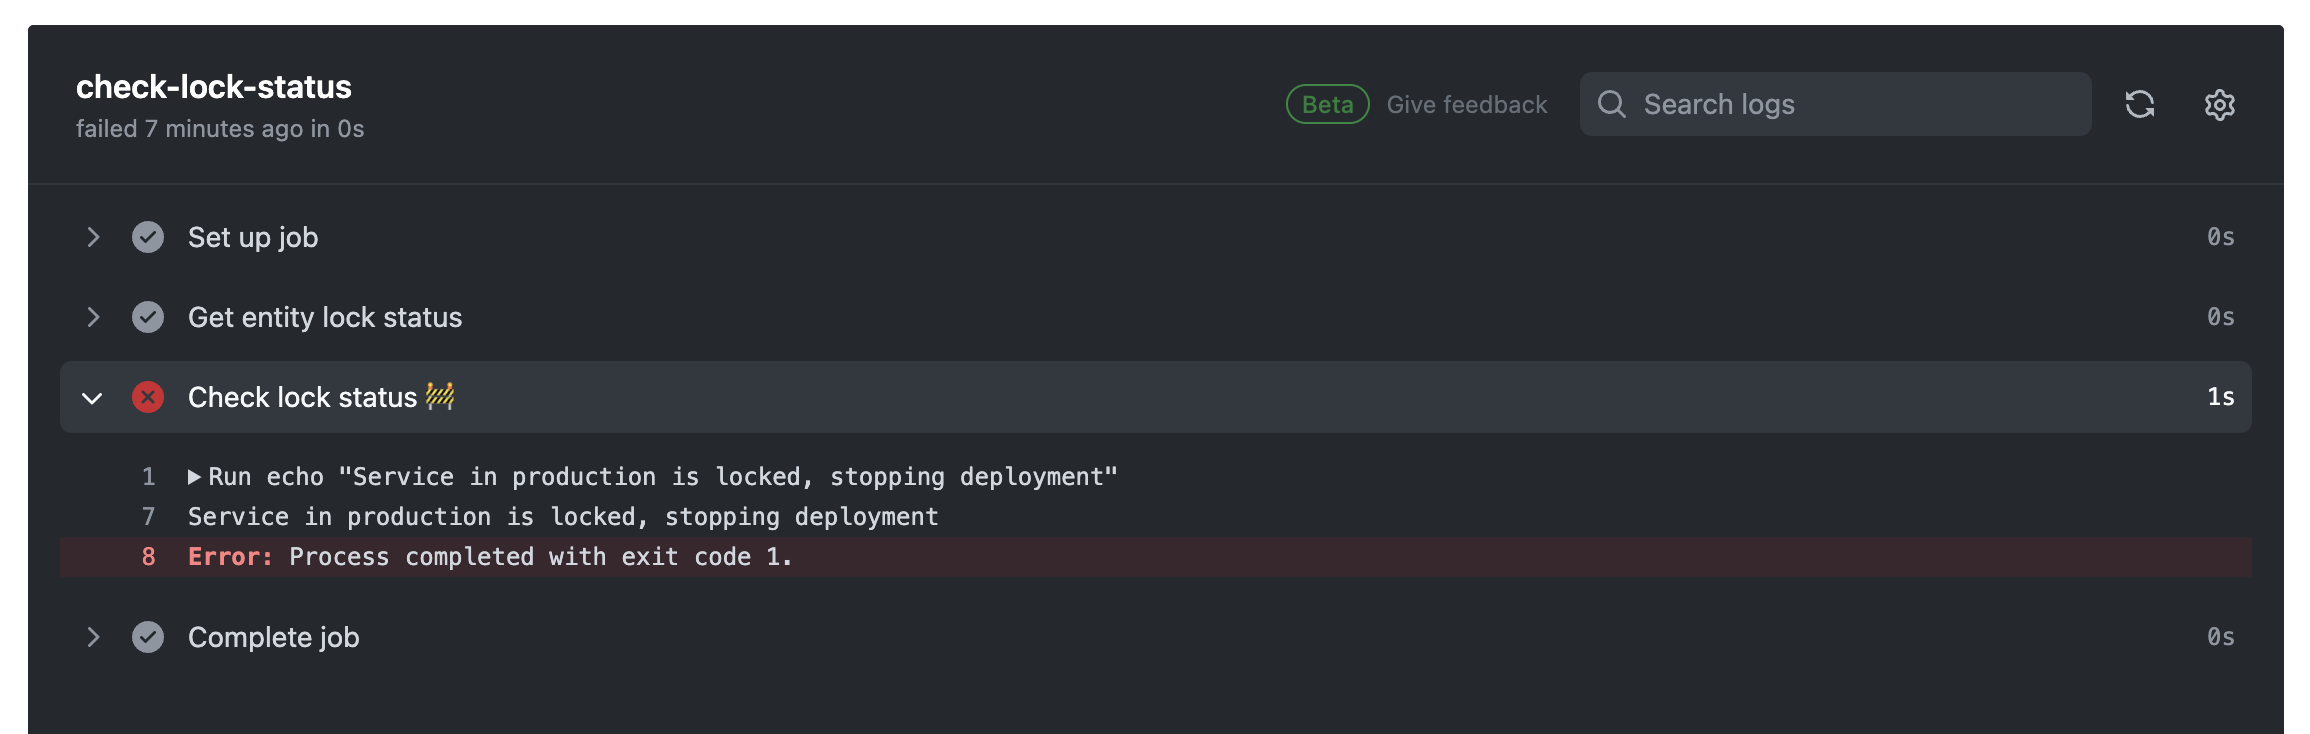 check-lock-status
failed 7 minutes ago in 0s
Beta Give feedback Search logs
Set up job 0s
Get entity lock status 0s
Check lock status 🚧 1s
1 ▶Run echo "Service in production is locked, stopping deployment"
7 Service in production is locked, stopping deployment
8 Error: Process completed with exit code 1.
Complete job 0s